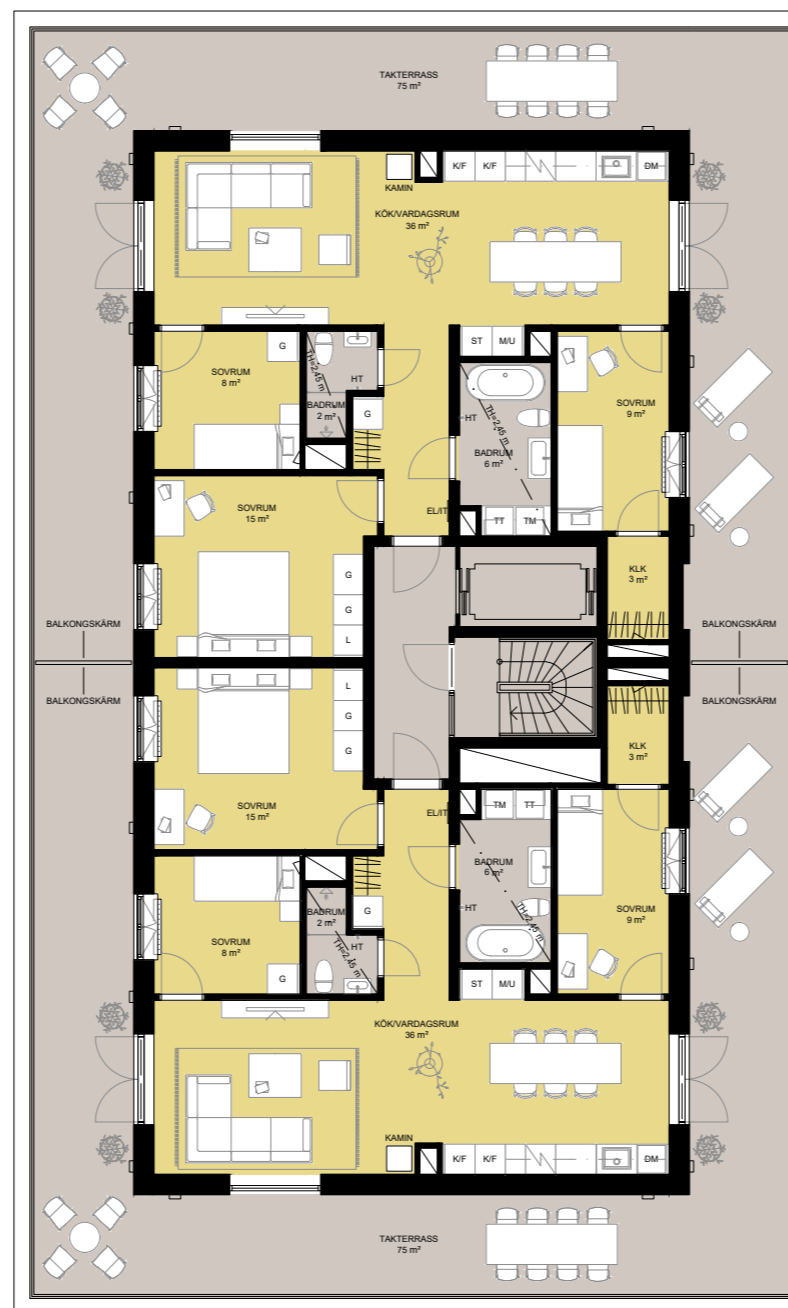 TAKTERRASS
75 m²
K/F K/F DM
KAMIN
KÖK/VARDAGSRUM
36 m²
ST M/U
G
SOVRUM
8 m²
TH=2,45 m
HT
BADRUM
2 m²
G
HT
TH=2,45 m
BADRUM
6 m²
SOVRUM
9 m²
SOVRUM
15 m²
EL/IT
TT TM
G
G
L
KLK
3 m²
BALKONGSKÄRM
BALKONGSKÄRM
BALKONGSKÄRM
BALKONGSKÄRM
L
G
G
KLK
3 m²
SOVRUM
15 m²
EL/IT
TM TT
BADRUM
6 m²
HT
TH=2,45 m
SOVRUM
9 m²
G
BADRUM
2 m²
HT
TH=2,45 m
SOVRUM
8 m²
G
ST M/U
KÖK/VARDAGSRUM
36 m²
KAMIN
K/F K/F DM
TAKTERRASS
75 m²